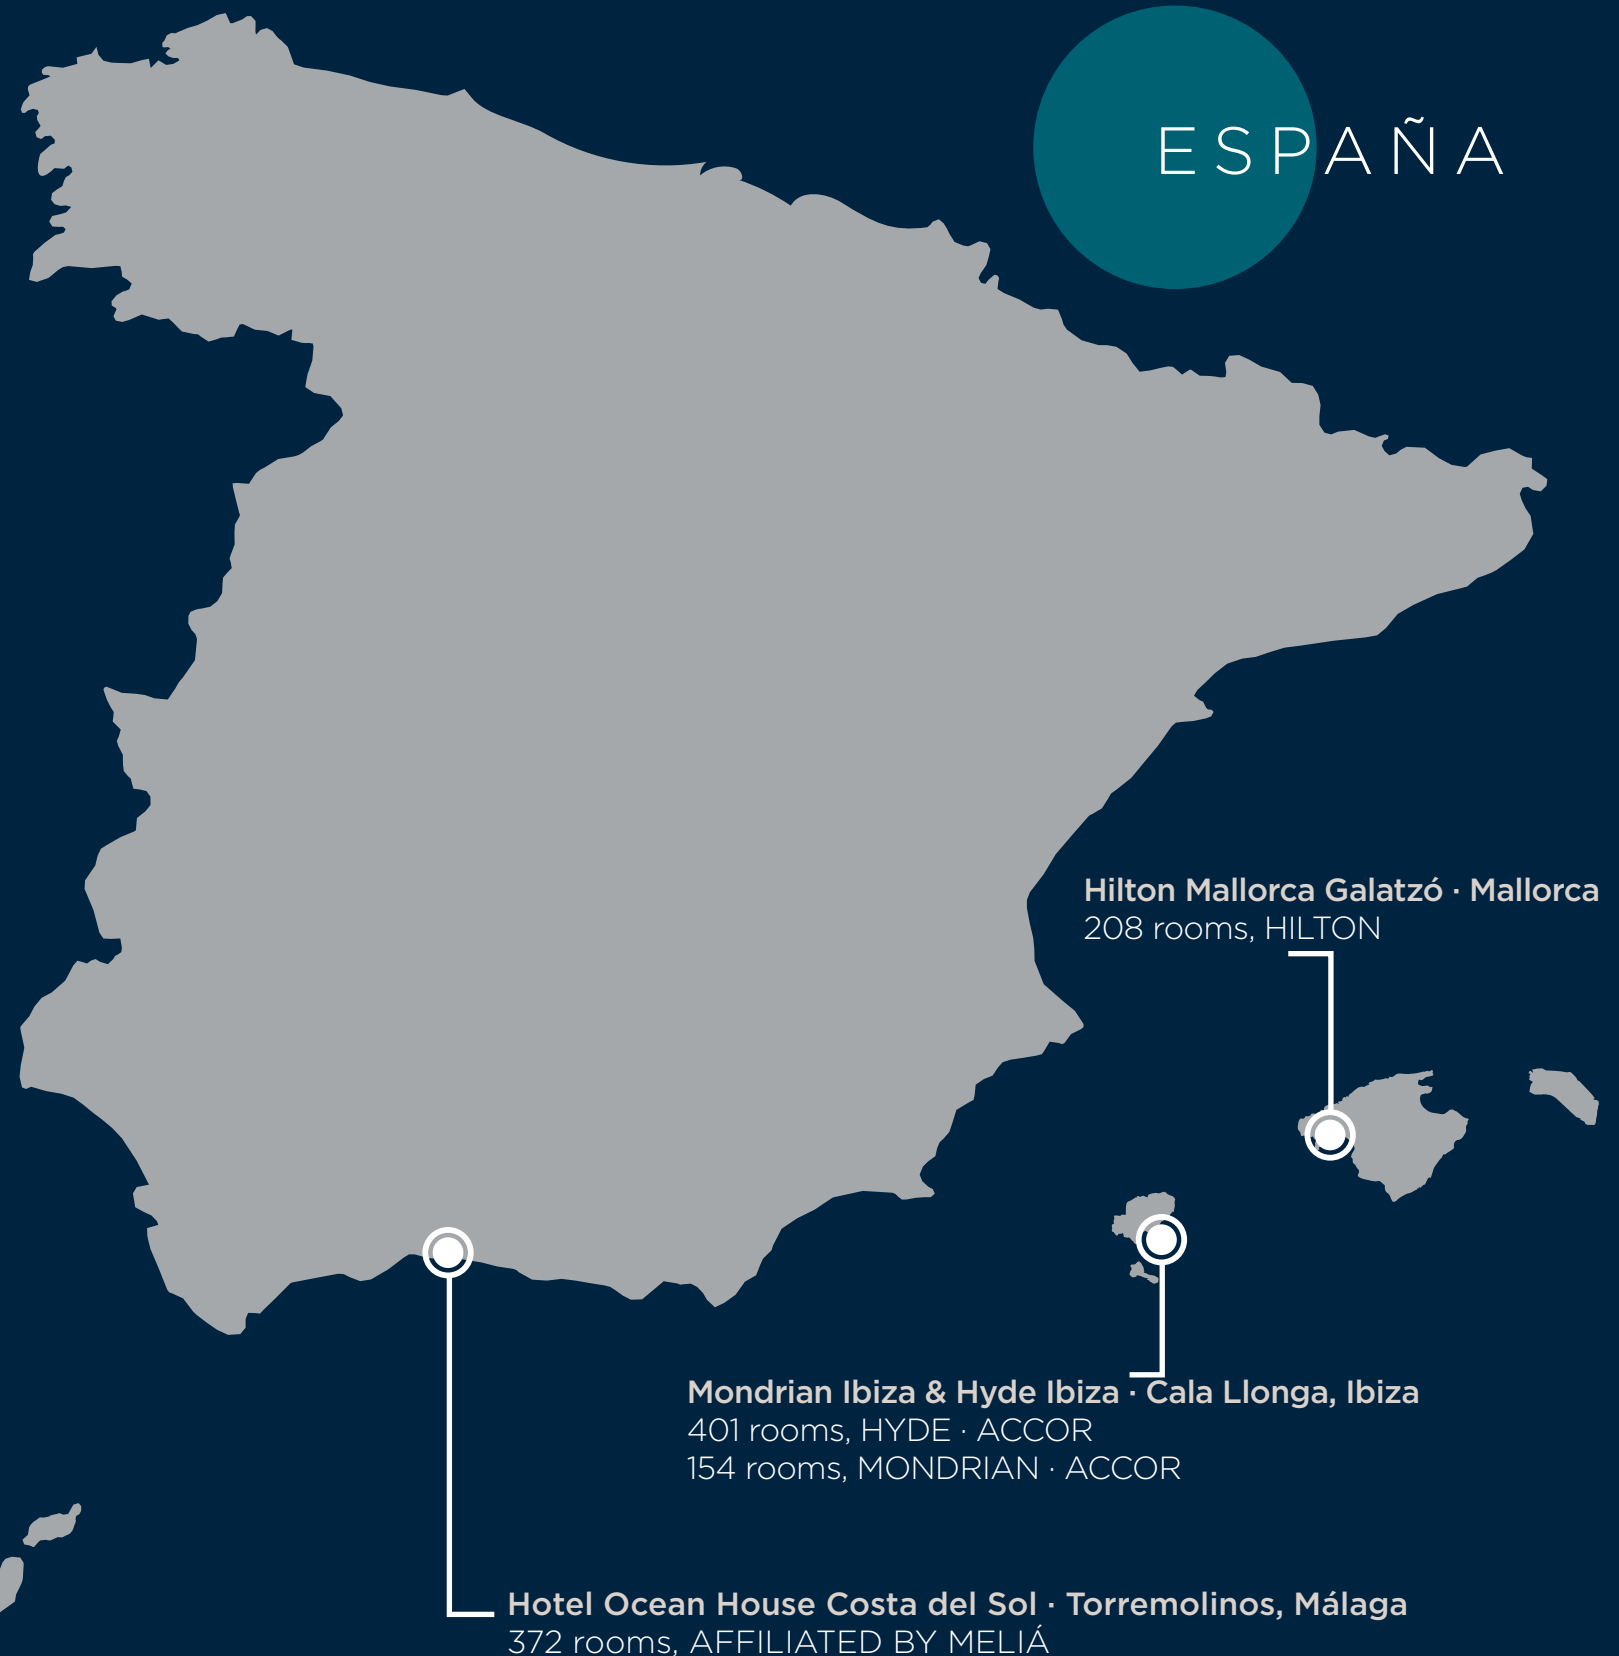 ESPAÑA
Hilton Mallorca Galatzó · Mallorca
208 rooms, HILTON
Mondrian Ibiza & Hyde Ibiza · Cala Llonga, Ibiza
401 rooms, HYDE · ACCOR
154 rooms, MONDRIAN · ACCOR
Hotel Ocean House Costa del Sol · Torremolinos, Málaga
372 rooms, AFFILIATED BY MELIÁ